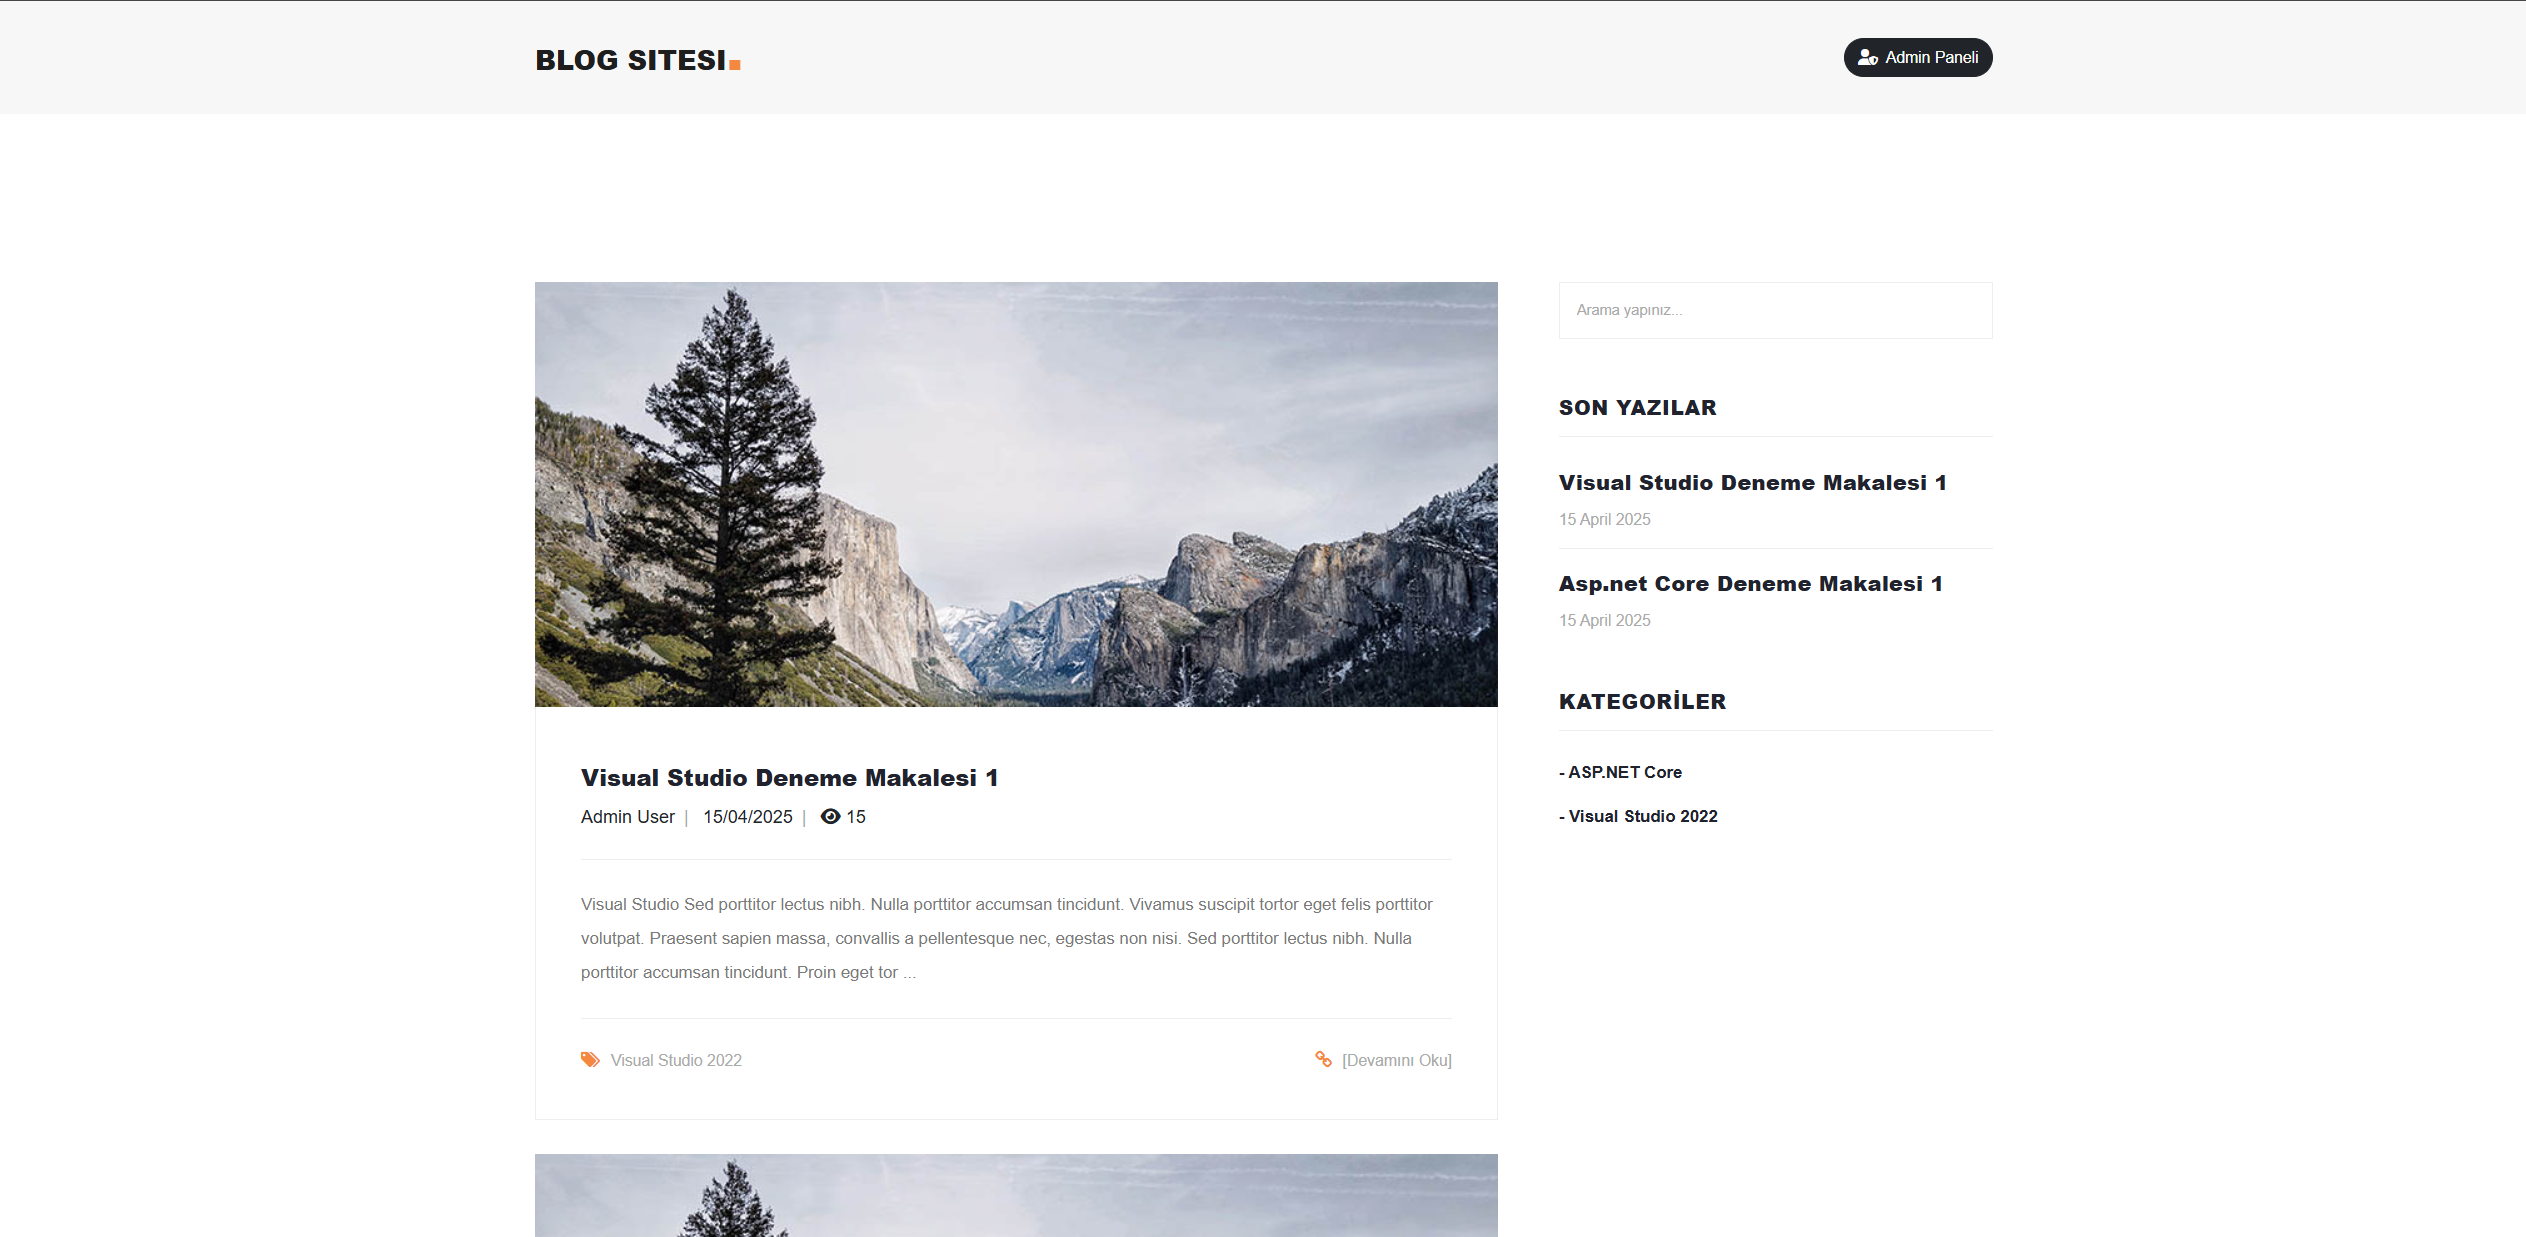 BLOG SITESI
Admin Paneli
Visual Studio Deneme Makalesi 1
Admin User | 15/04/2025 | 15
Visual Studio Sed porttitor lectus nibh. Nulla porttitor accumsan tincidunt. Vivamus suscipit tortor eget felis porttitor
volutpat. Praesent sapien massa, convallis a pellentesque nec, egestas non nisi. Sed porttitor lectus nibh. Nulla
porttitor accumsan tincidunt. Proin eget tor ...
Visual Studio 2022
[Devamını Oku]
Arama yapınız...
SON YAZILAR
Visual Studio Deneme Makalesi 1
15 April 2025
Asp.net Core Deneme Makalesi 1
15 April 2025
KATEGORİLER
- ASP.NET Core
- Visual Studio 2022